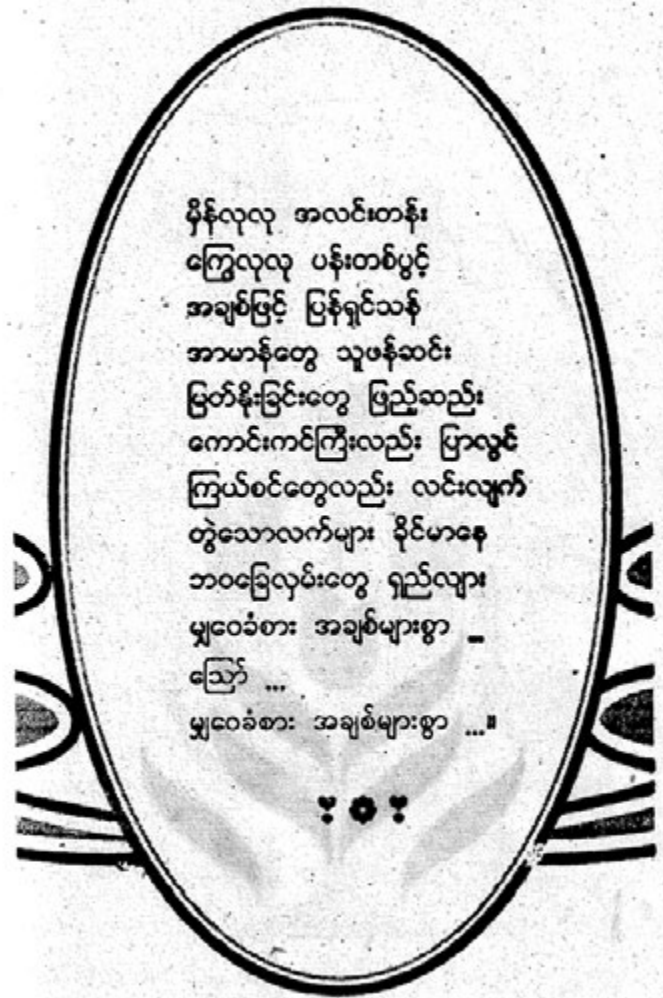 မှိန်လုလု အလင်းတန်း
ကြွေလုလု ပန်းတစ်ပွင့်
အချစ်ဖြင့် ပြန်ရှင်သန်
အာမာန်တွေ သူဖန်ဆင်း
မြတ်နိုးခြင်းတွေ ဖြည့်ဆည်း
ကောင်းကင်ကြီးလည်း ပြာလွင်
ကြယ်စင်တွေလည်း လင်းလျက်
တွဲသောလက်များ ခိုင်မာနေ
ဘဝခြေလှမ်းတွေ ရှည်လျား
မျှဝေခံစား အချစ်များစွာ ...
ဩော် ...
မျှဝေခံစား အချစ်များစွာ ...။